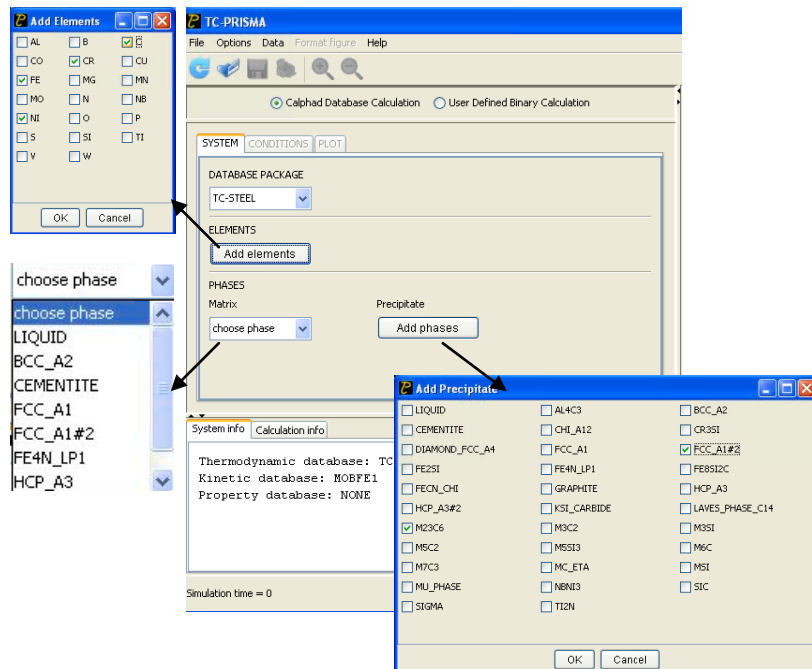 Add Elements
AL B C
CO CR CU
FE MG MN
MO N NB
NI O P
S SI TI
V W
OK Cancel
choose phase
choose phase
LIQUID
BCC_A2
CEMENTITE
FCC_A1
FCC_A1#2
FE4N_LP1
HCP_A3
TC-PRISMA
File Options Data Format figure Help
Calphad Database Calculation User Defined Binary Calculation
SYSTEM CONDITIONS PLOT
DATABASE PACKAGE
TC-STEEL
ELEMENTS
Add elements
PHASES
Matrix Precipitate
choose phase Add phases
System info Calculation info
Thermodynamic database: TC
Kinetic database: MOBFE1
Property database: NONE
Simulation time = 0
Add Precipitate
LIQUID AL4C3 BCC_A2
CEMENTITE CHI_A12 CR3SI
DIAMOND_FCC_A4 FCC_A1 FCC_A1#2
FE2SI FE4N_LP1 FE8SI2C
FECN_CHI GRAPHITE HCP_A3
HCP_A3#2 KSI_CARBIDE LAVES_PHASE_C14
M23C6 M3C2 M3SI
M5C2 M5SI3 M6C
M7C3 MC_ETA MSI
MU_PHASE NBNI3 SIC
SIGMA TI2N
OK Cancel